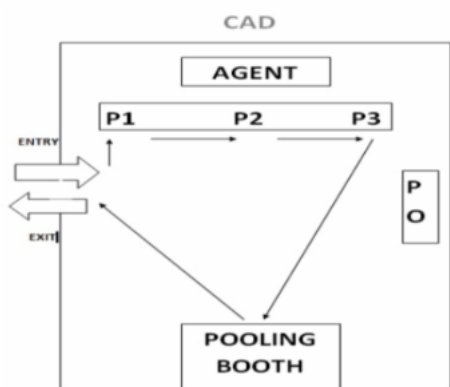 CAD
AGENT
P1 P2 P3
ENTRY
P
O
EXIT
POOLING
BOOTH